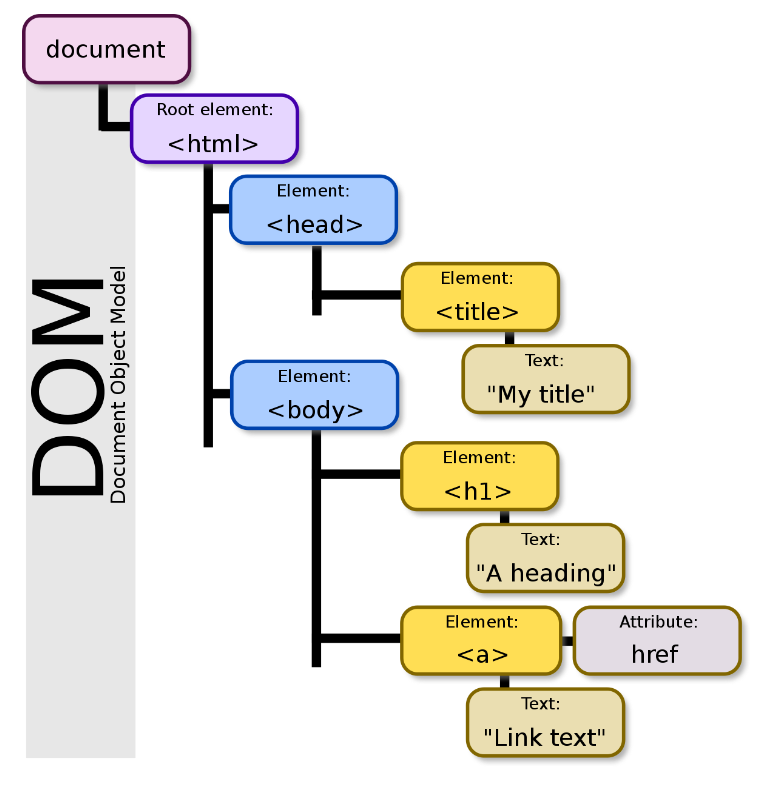 document
Root element:
<html>
Element:
<head>
Element:
<title>
Text:
"My title"
Element:
<body>
Element:
<h1>
Text:
"A heading"
Element:
<a>
Attribute:
href
Text:
"Link text"
DOM
Document Object Model